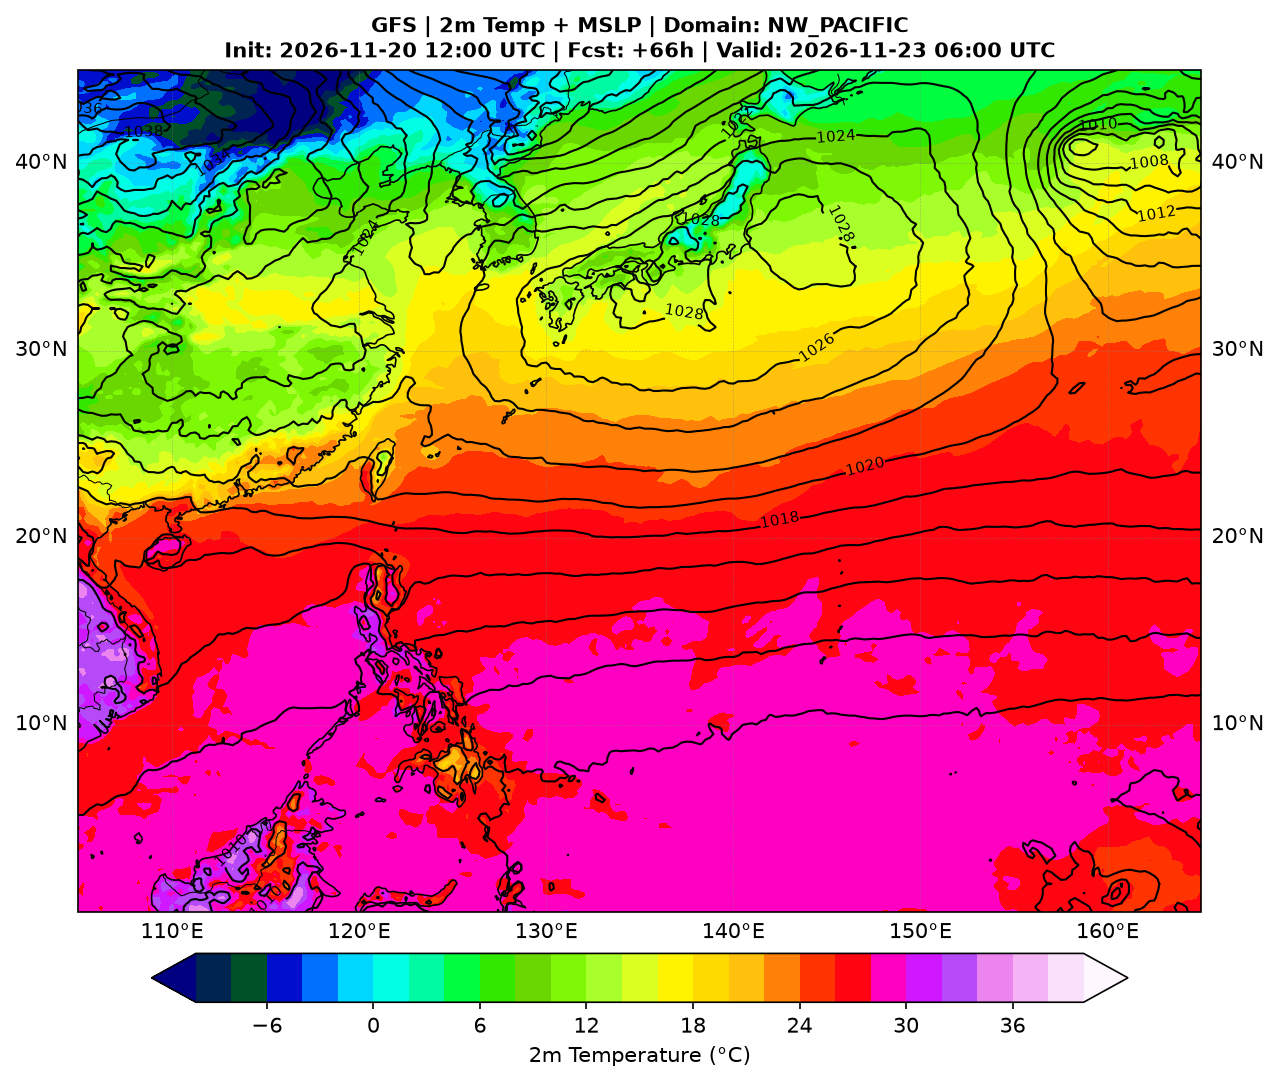 GFS | 2m Temp + MSLP | Domain: NW_PACIFIC
Init: 2026-11-20 12:00 UTC | Fcst: +66h | Valid: 2026-11-23 06:00 UTC
1010
1024
1038
40°N
40°N
1008
1012
1028
1028
1024
1028
1026
30°N
30°N
1020
1018
20°N
20°N
10°N
10°N
1010
1010
110°E
120°E
130°E
140°E
150°E
160°E
−6
0
6
12
18
24
30
36
2m Temperature (°C)